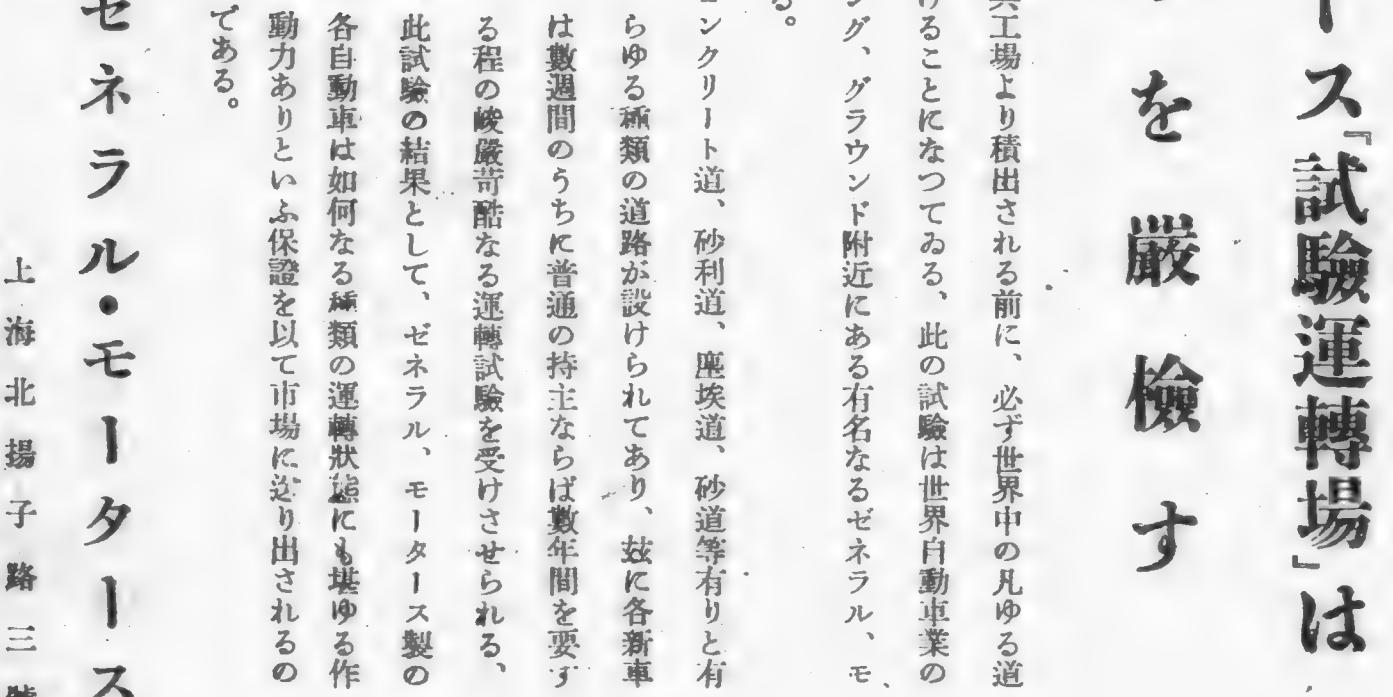 ース『試驗運轉場』は
を嚴檢す
工場より積出される前に、必ず世界中の凡ゆる道
ることになつてゐる、此の試驗は世界自動車業の
ング、グラウンド附近にある有名なるゼネラル、モ
る。
ンクリート道、砂利道、塵埃道、砂道等有りと有
らゆる種類の道路が設けられてあり、玆に各新車
は數週間のうちに普通の持主ならば數年間を要す
る程の峻嚴苛酷なる運轉試驗を受けさせられる、
此試驗の結果として、ゼネラル、モータース製の
各自動車は如何なる種類の運轉狀態にも堪ゆる作
動力ありといふ保證を以て市場に送り出されるの
である。
ゼネラル・モータース
上海北揚子路三